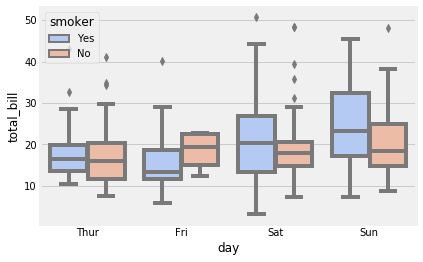 smoker
Yes
No
50
40
30
20
10
total_bill
Thur
Fri
Sat
Sun
day